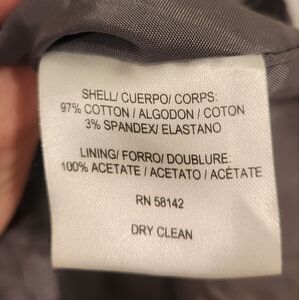 SHELL/ CUERPO/ CORPS:
97% COTTON / ALGODON / COTON
3% SPANDEX/ ELASTANO
LINING/ FORRO/ DOUBLURE:
100% ACETATE / ACETATO / ACÉTATE
RN 58142
DRY CLEAN